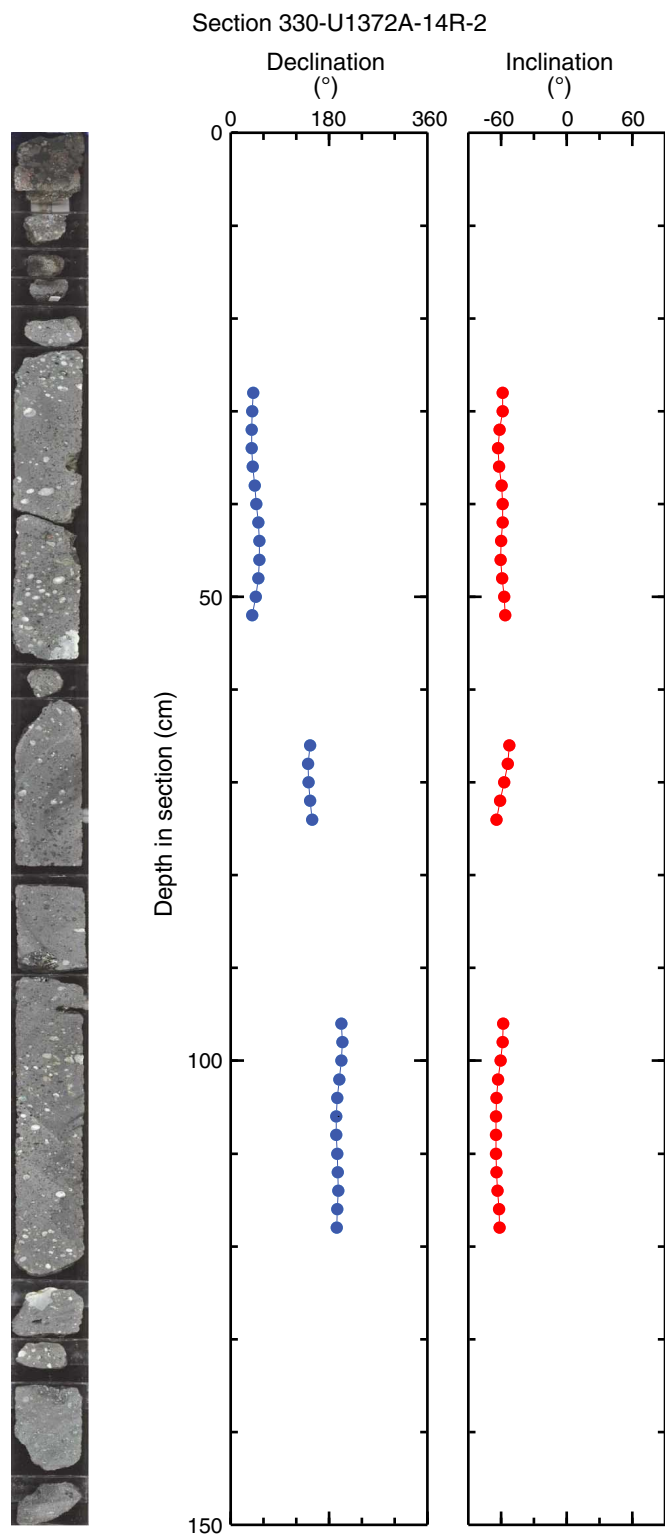 Section 330-U1372A-14R-2
Declination
(°)
Inclination
(°)
0 180 360
-60 0 60
0
50
100
150
Depth in section (cm)